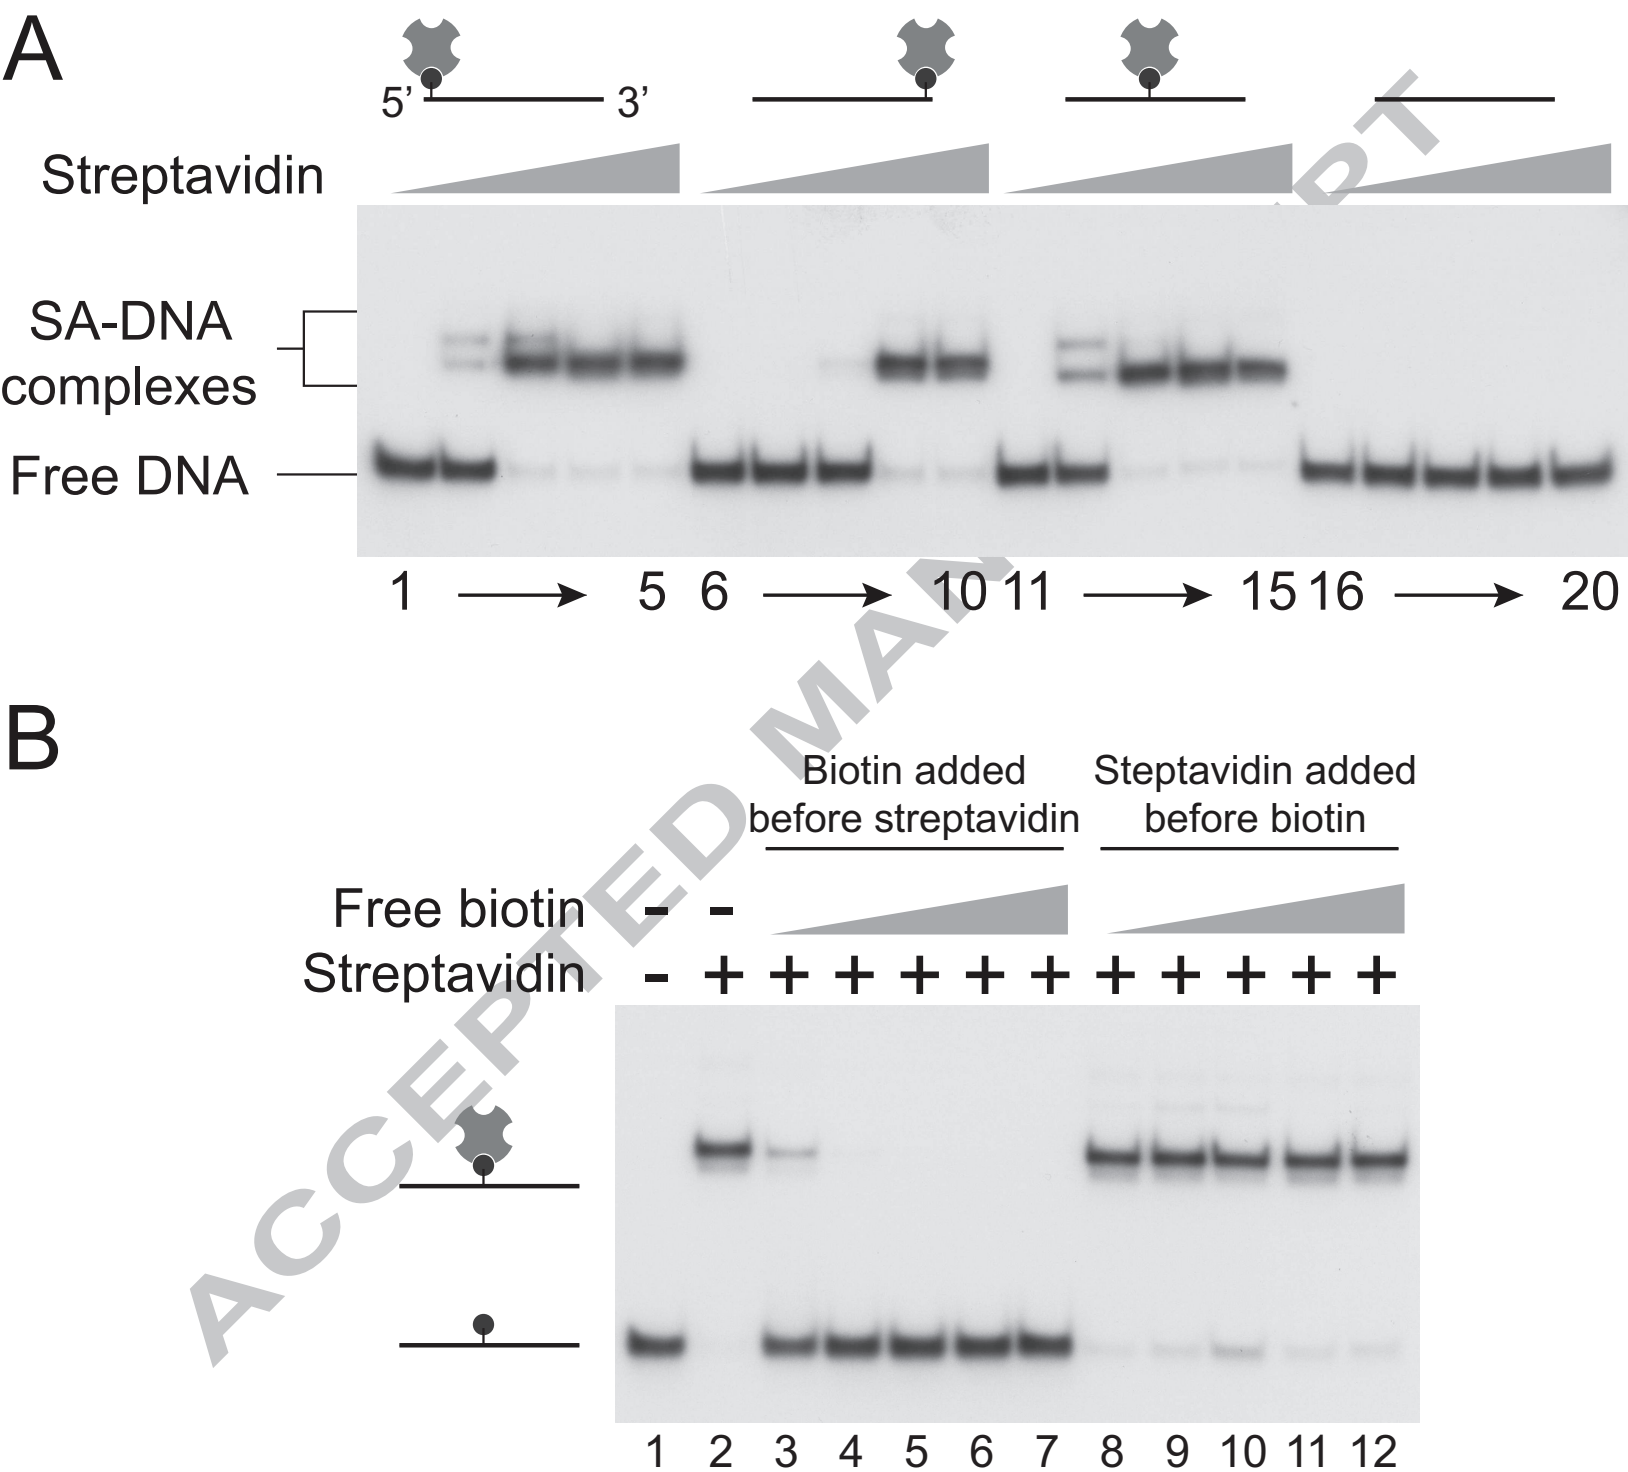 A
5’ 3’
Streptavidin
SA-DNA
complexes
Free DNA
1 5 6 10 11 15 16 20
B
Biotin added
before streptavidin
Steptavidin added
before biotin
Free biotin - -
Streptavidin - + + + + + + + + + + +
1 2 3 4 5 6 7 8 9 10 11 12
ACCEPTED MAN PT